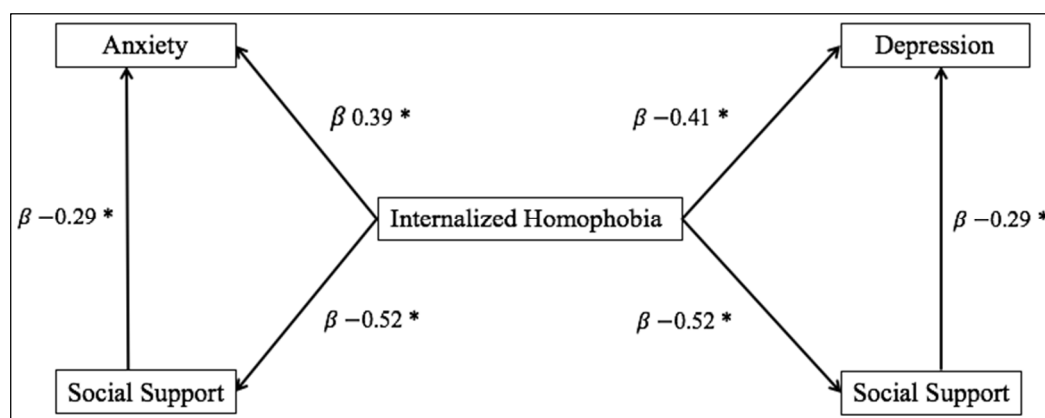 Anxiety
Depression
β 0.39 *
β −0.41 *
β −0.29 *
Internalized Homophobia
β −0.29 *
β −0.52 *
β −0.52 *
Social Support
Social Support